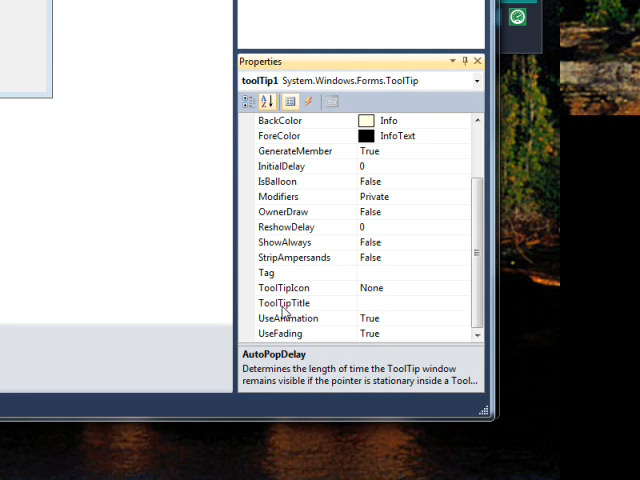 Properties
toolTip1 System.Windows.Forms.ToolTip
BackColor Info
ForeColor InfoText
GenerateMember True
InitialDelay 0
IsBalloon False
Modifiers Private
OwnerDraw False
ReshowDelay 0
ShowAlways False
StripAmpersands False
Tag
ToolTipIcon None
ToolTipTitle
UseAnimation True
UseFading True
AutoPopDelay
Determines the length of time the ToolTip window
remains visible if the pointer is stationary inside a Tool...